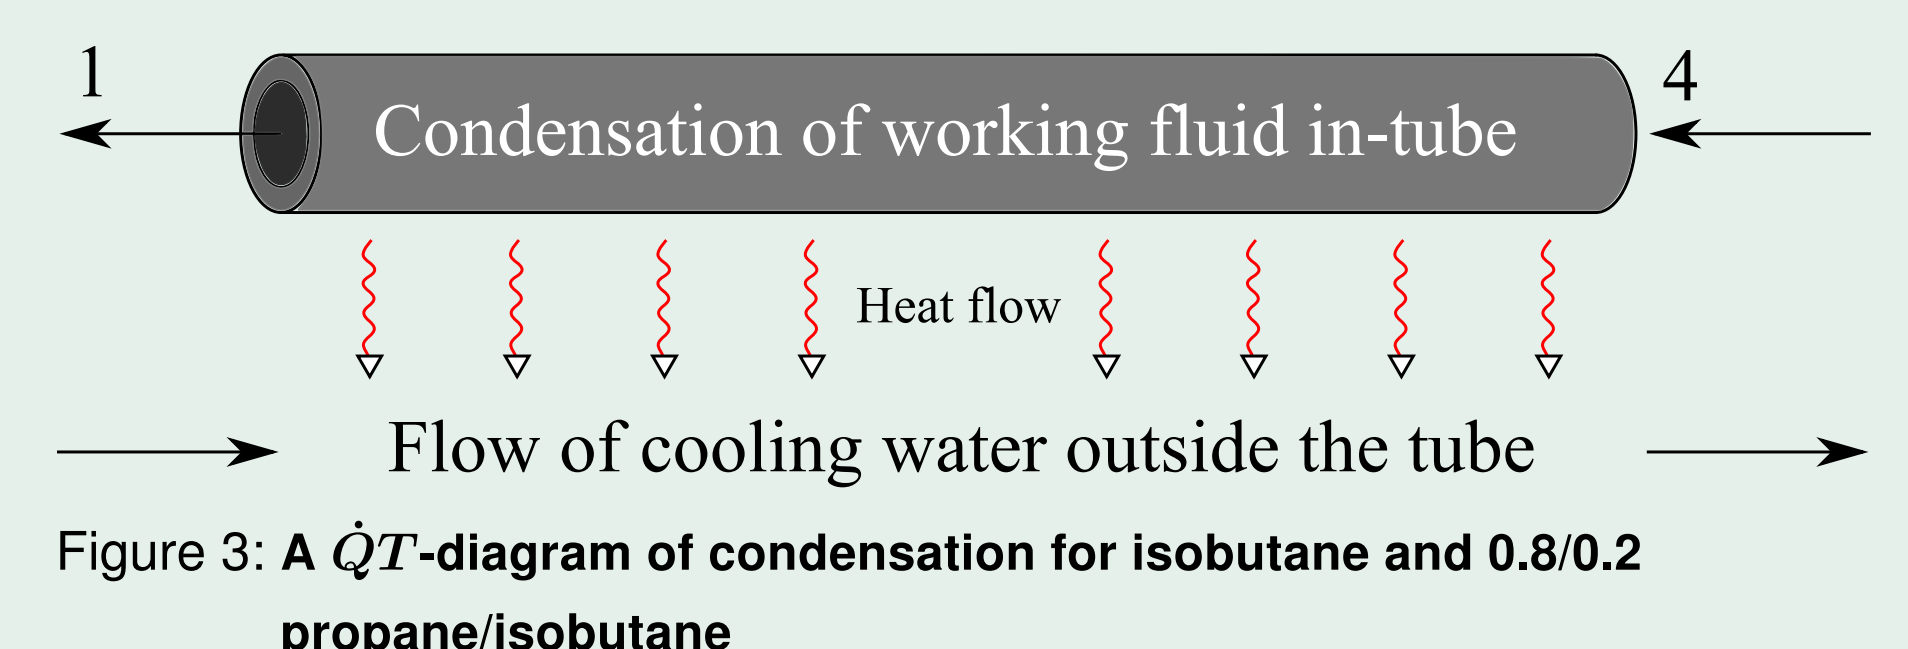 1
4
Condensation of working fluid in-tube
Heat flow
Flow of cooling water outside the tube
Figure 3: A Q̇T-diagram of condensation for isobutane and 0.8/0.2
propane/isobutane